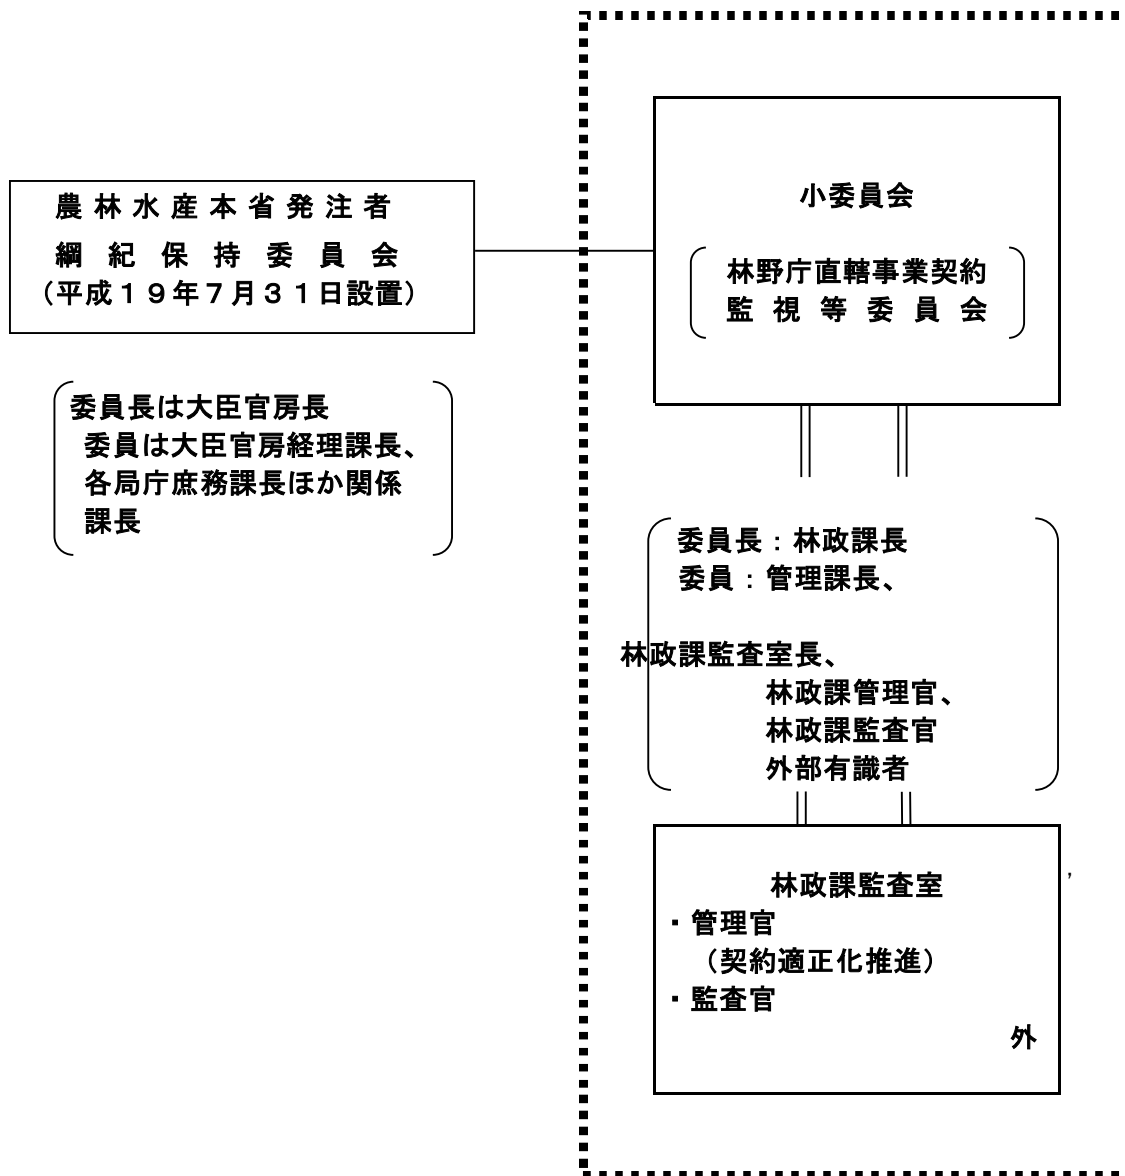 農林水産本省発注者
綱紀保持委員会
（平成１９年７月３１日設置）
委員長は大臣官房長
委員は大臣官房経理課長、
各局庁庶務課長ほか関係
課長
小委員会
林野庁直轄事業契約
監視等委員会
委員長：林政課長
委員：管理課長、
林政課監査室長、
林政課管理官、
林政課監査官
外部有識者
林政課監査室
，
・管理官
（契約適正化推進）
・監査官
外